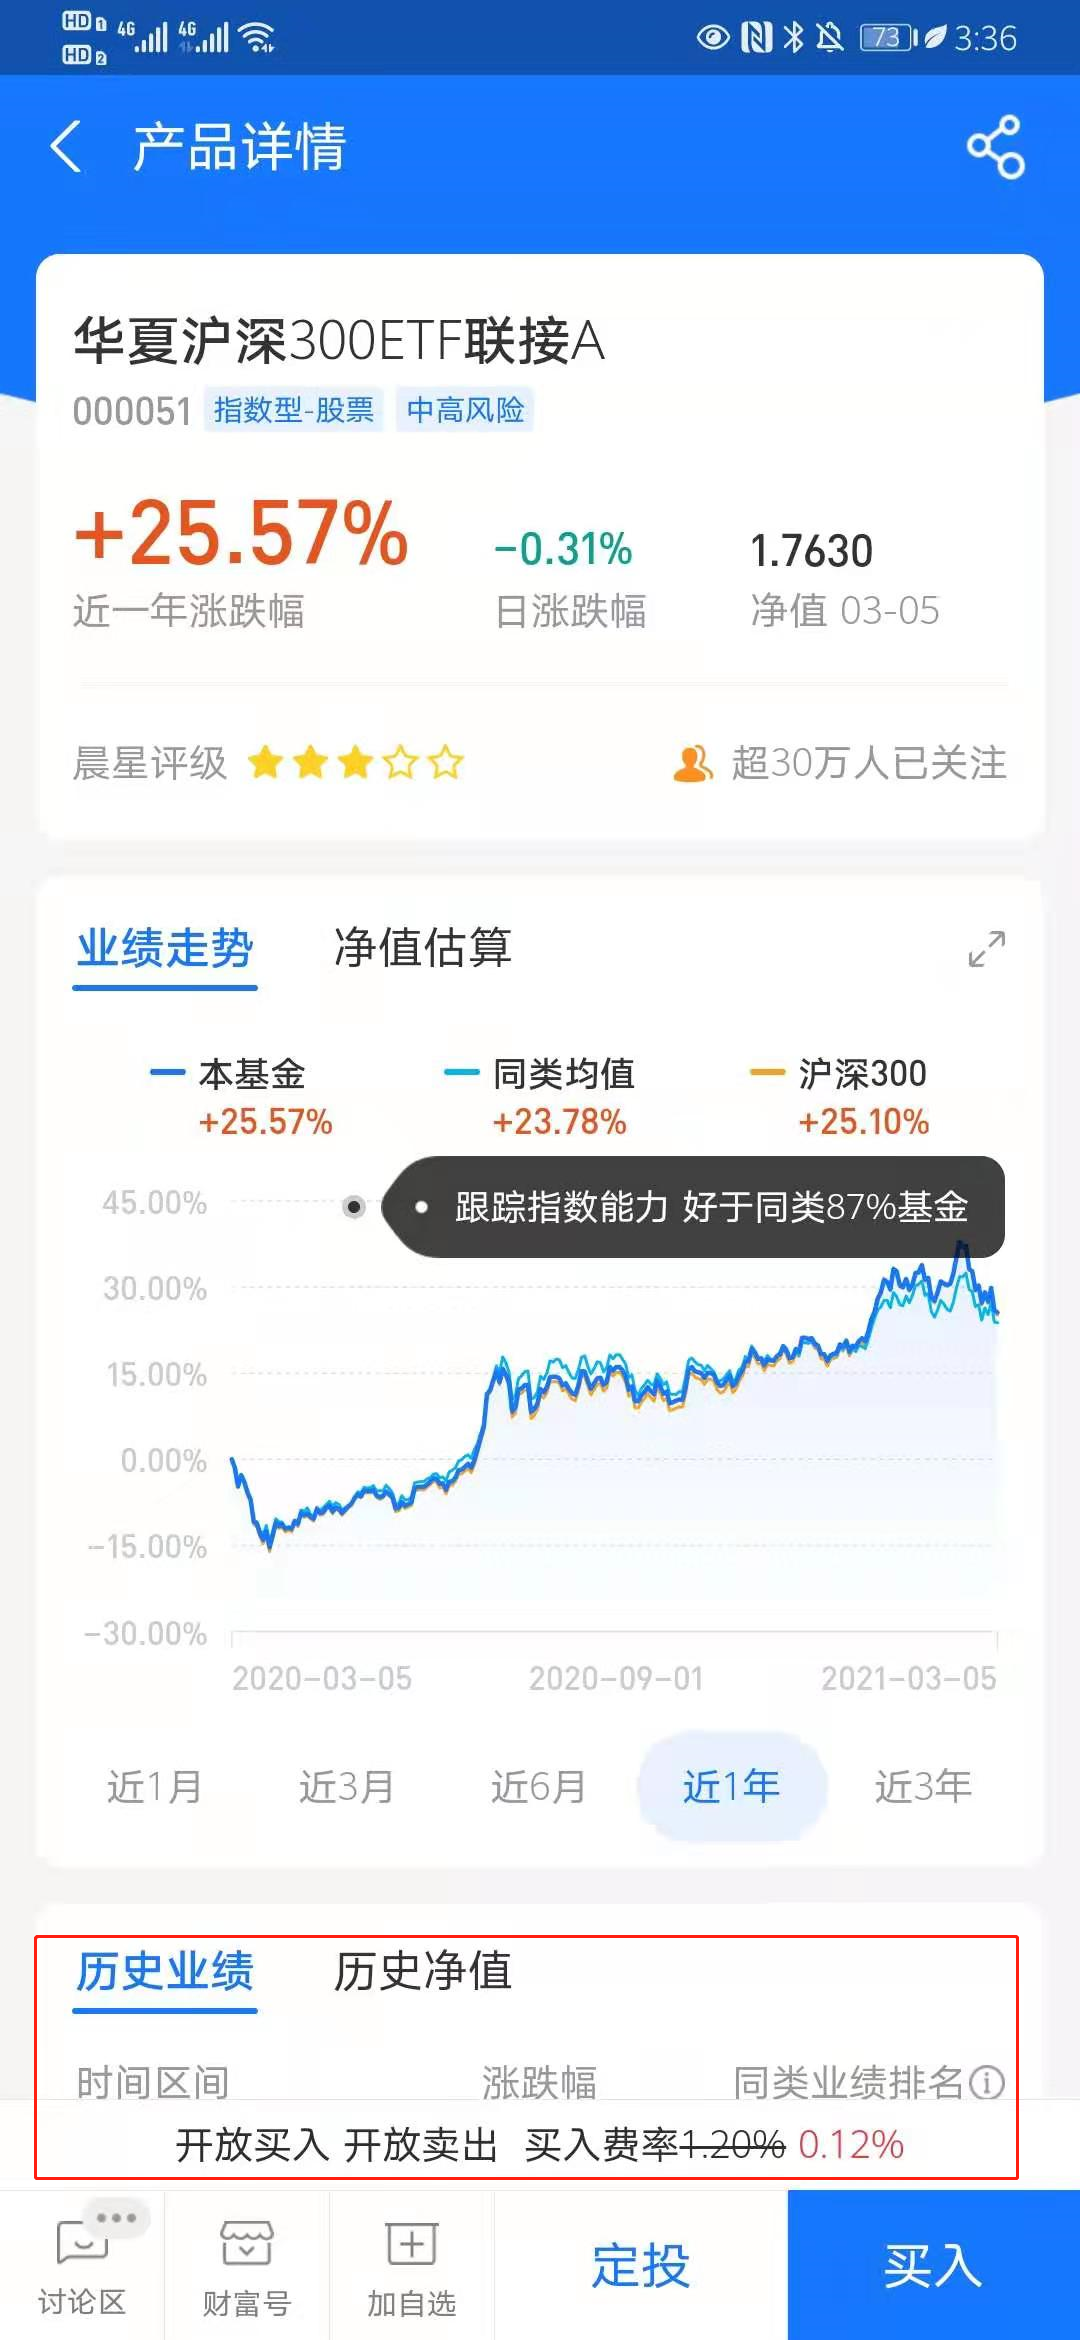 HD 1 4G 4G
HD 2
73 3:36
产品详情
华夏沪深300ETF联接A
000051 指数型-股票 中高风险
+25.57% -0.31% 1.7630
近一年涨跌幅 日涨跌幅 净值 03-05
晨星评级 超30万人已关注
业绩走势 净值估算
本基金 同类均值 沪深300
+25.57% +23.78% +25.10%
跟踪指数能力 好于同类87%基金
45.00%
30.00%
15.00%
0.00%
-15.00%
-30.00%
2020-03-05 2020-09-01 2021-03-05
近1月 近3月 近6月 近1年 近3年
历史业绩 历史净值
时间区间 涨跌幅 同类业绩排名
开放买入 开放卖出 买入费率1.20% 0.12%
讨论区 财富号 加自选 定投 买入